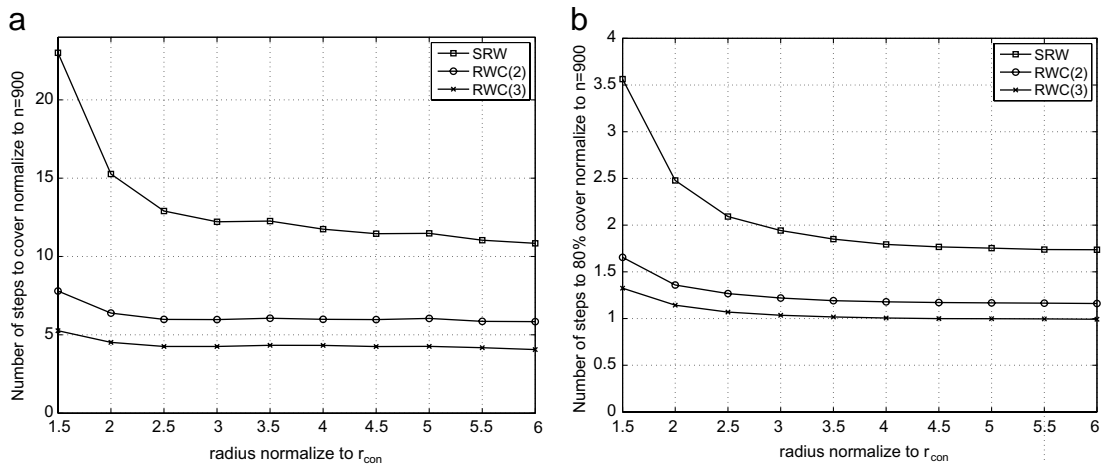 a
Number of steps to cover normalize to n=900
20
15
10
5
0
1.5 2 2.5 3 3.5 4 4.5 5 5.5 6
radius normalize to r_con
SRW
RWC(2)
RWC(3)
b
Number of steps to 80% cover normalize to n=900
4
3.5
3
2.5
2
1.5
1
0.5
0
1.5 2 2.5 3 3.5 4 4.5 5 5.5 6
radius normalize to r_con
SRW
RWC(2)
RWC(3)